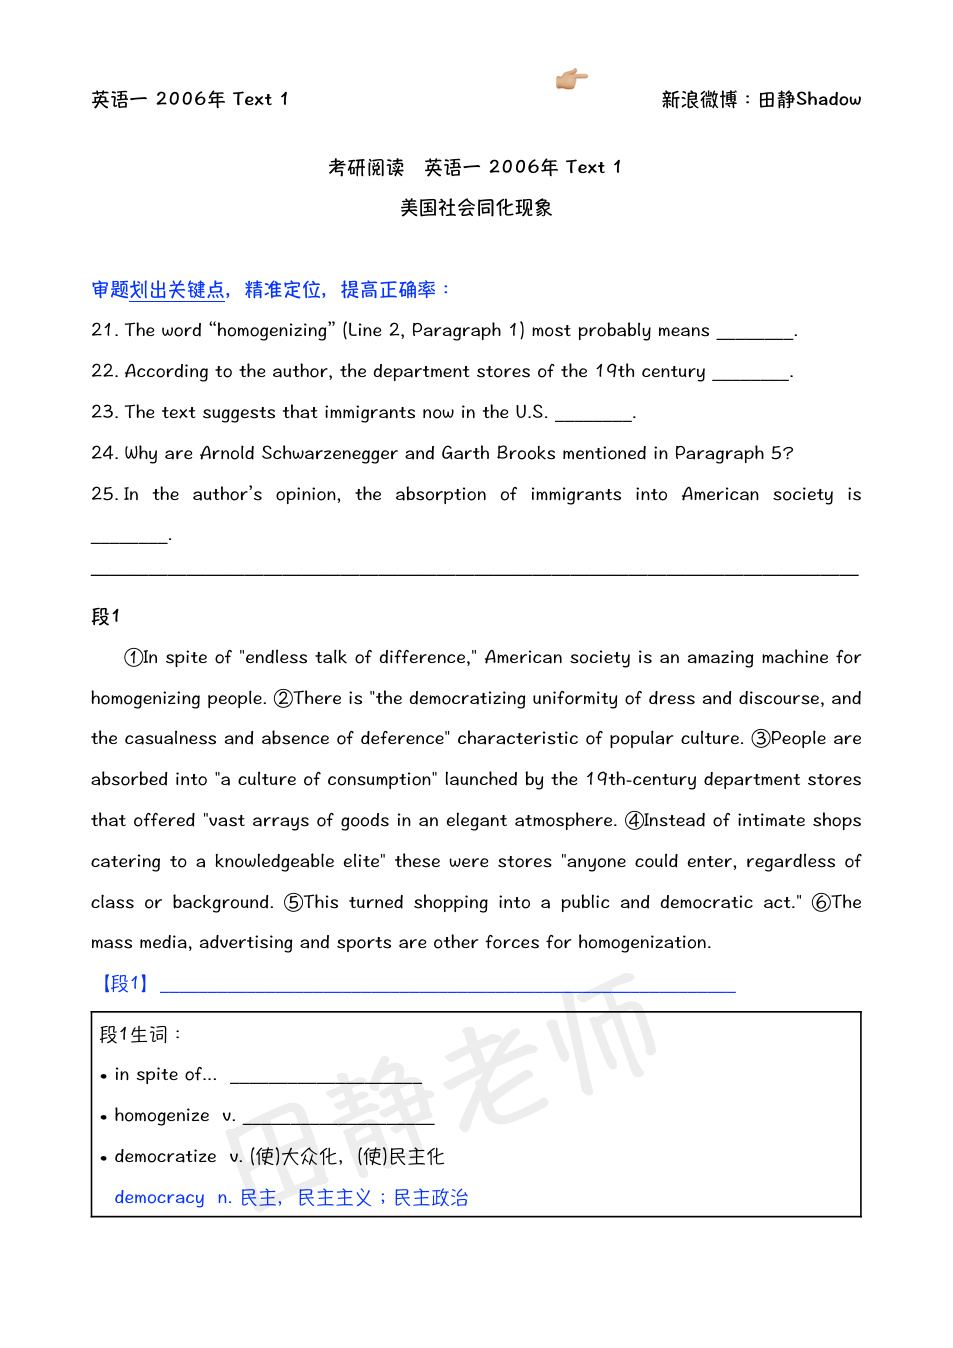 英语一 2006年 Text 1
新浪微博：田静Shadow
考研阅读 英语一 2006年 Text 1
美国社会同化现象
审题划出关键点，精准定位，提高正确率：
21. The word “homogenizing” (Line 2, Paragraph 1) most probably means ________.
22. According to the author, the department stores of the 19th century ________.
23. The text suggests that immigrants now in the U.S. ________.
24. Why are Arnold Schwarzenegger and Garth Brooks mentioned in Paragraph 5?
25. In the author’s opinion, the absorption of immigrants into American society is
________.
段1
①In spite of "endless talk of difference," American society is an amazing machine for
homogenizing people. ②There is "the democratizing uniformity of dress and discourse, and
the casualness and absence of deference" characteristic of popular culture. ③People are
absorbed into "a culture of consumption" launched by the 19th-century department stores
that offered "vast arrays of goods in an elegant atmosphere. ④Instead of intimate shops
catering to a knowledgeable elite" these were stores "anyone could enter, regardless of
class or background. ⑤This turned shopping into a public and democratic act." ⑥The
mass media, advertising and sports are other forces for homogenization.
【段1】____________________________________________________________
段1生词：
• in spite of... ____________________
• homogenize v. ____________________
• democratize v. (使)大众化，(使)民主化
democracy n. 民主，民主主义；民主政治
田静老师